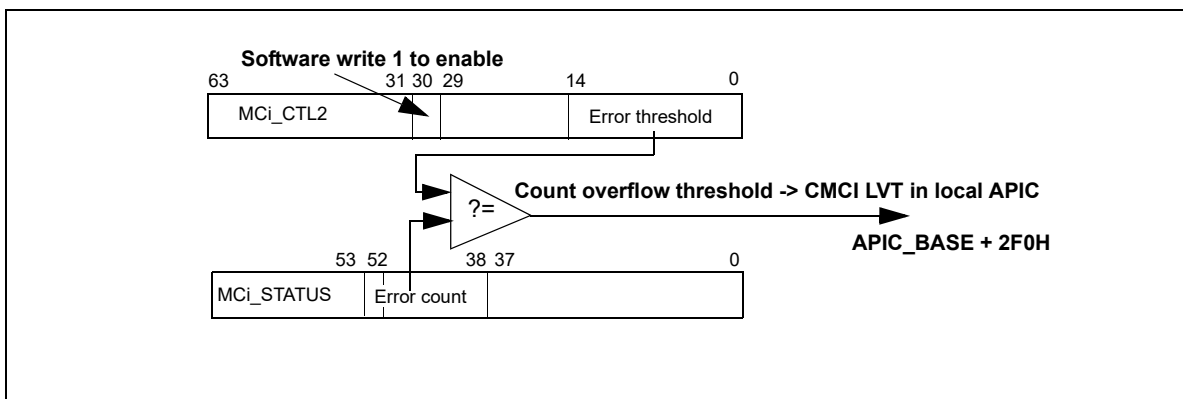 Software write 1 to enable
63 31 30 29 14 0
MCi_CTL2 Error threshold
Count overflow threshold -> CMCI LVT in local APIC
?=
APIC_BASE + 2F0H
53 52 38 37 0
MCi_STATUS Error count